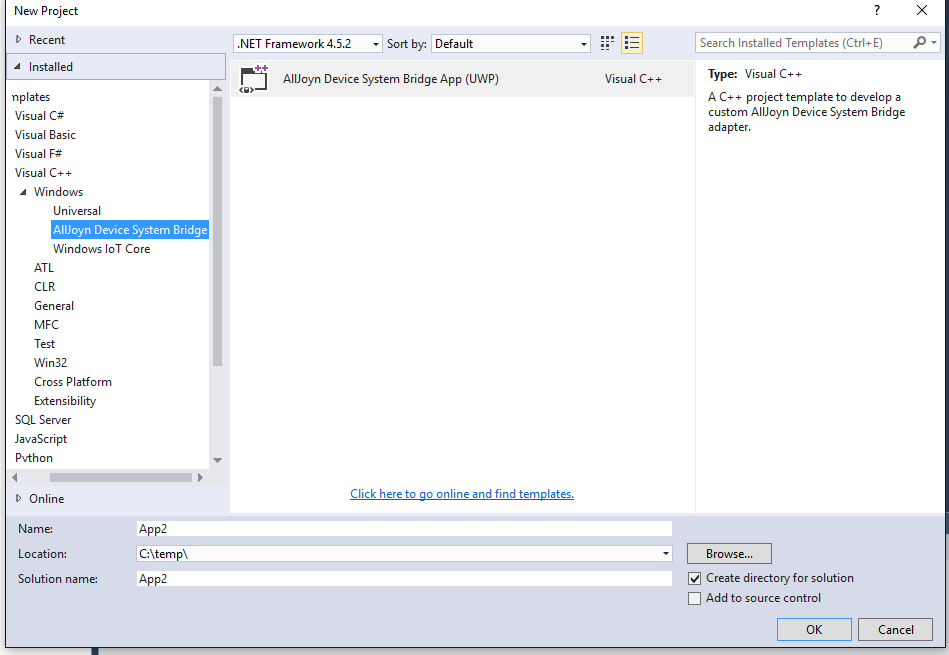 New Project
?
Recent
.NET Framework 4.5.2
Sort by:
Default
Search Installed Templates (Ctrl+E)
Installed
mplates
Visual C#
Visual Basic
Visual F#
Visual C++
Windows
Universal
AllJoyn Device System Bridge
Windows IoT Core
ATL
CLR
General
MFC
Test
Win32
Cross Platform
Extensibility
SQL Server
JavaScript
Python
Online
AllJoyn Device System Bridge App (UWP)
Visual C++
Click here to go online and find templates.
Type: Visual C++
A C++ project template to develop a
custom AllJoyn Device System Bridge
adapter.
Name:
App2
Location:
C:\temp\
Browse...
Solution name:
App2
Create directory for solution
Add to source control
OK
Cancel